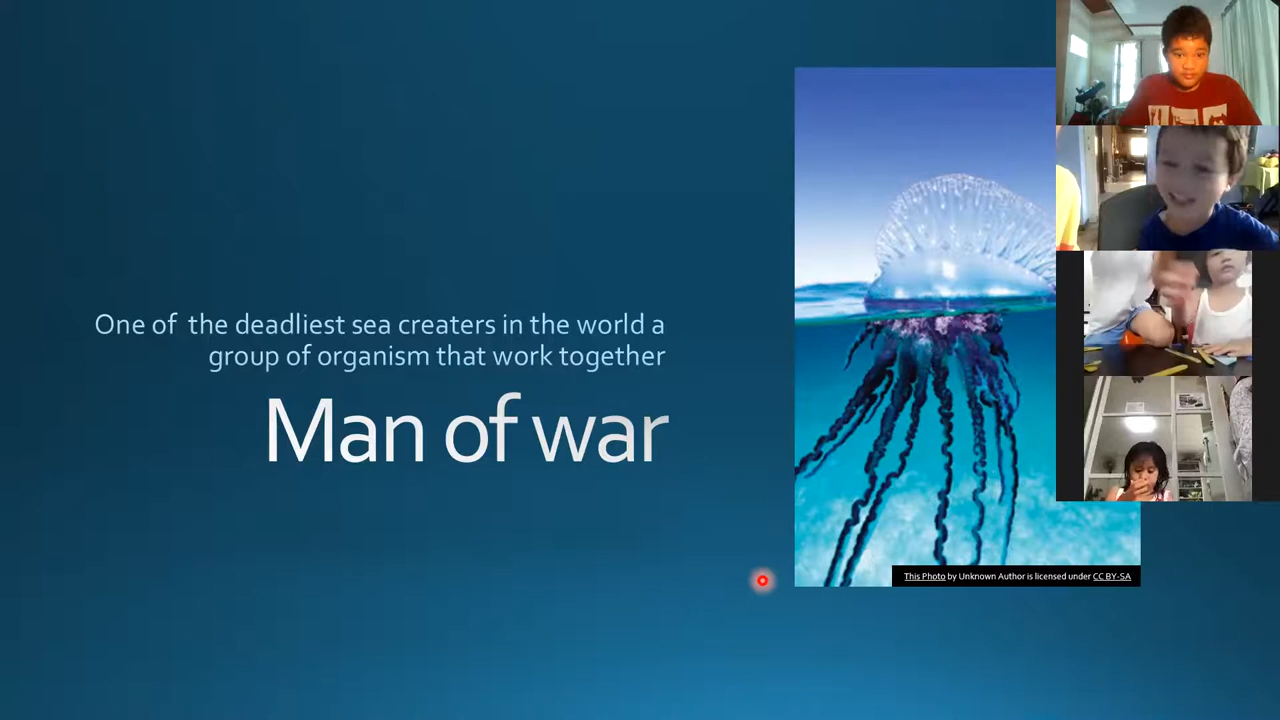 One of the deadliest sea creaters in the world a
group of organism that work together
Man of war
This Photo by Unknown Author is licensed under CC BY-SA